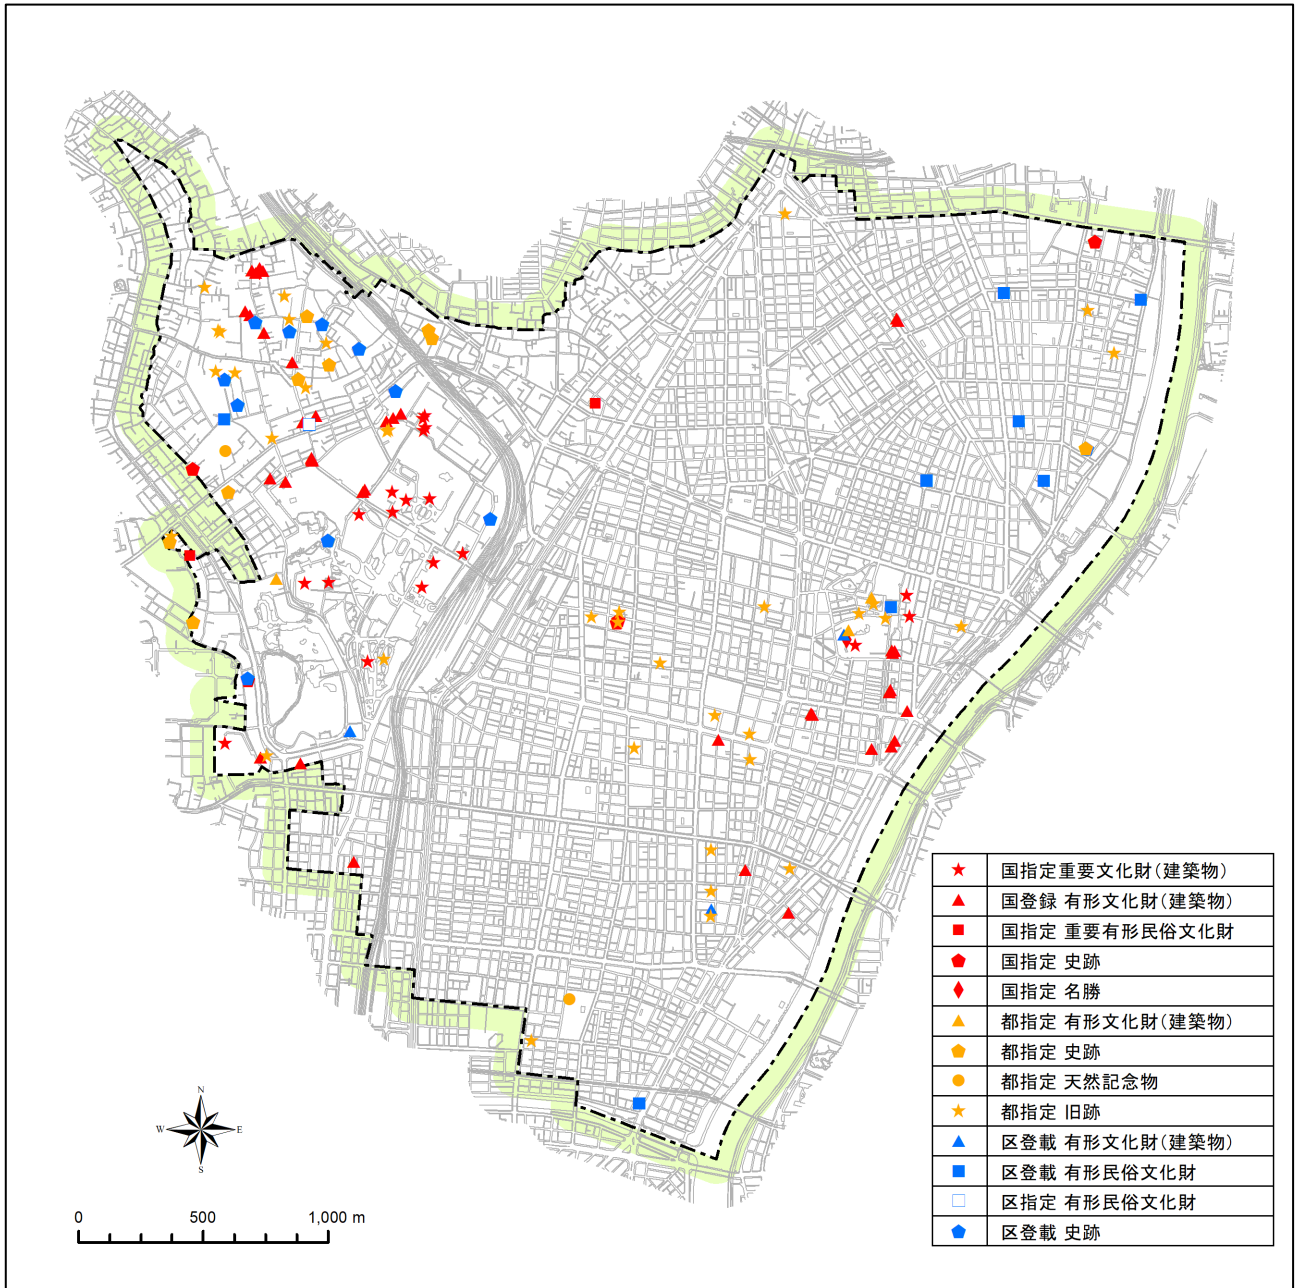 国指定重要文化財(建築物)
国登録 有形文化財(建築物)
国指定 重要有形民俗文化財
国指定 史跡
国指定 名勝
都指定 有形文化財(建築物)
都指定 史跡
都指定 天然記念物
都指定 旧跡
区登載 有形文化財(建築物)
区登載 有形民俗文化財
区指定 有形民俗文化財
区登載 史跡
N
W E
S
0 500 1,000 m